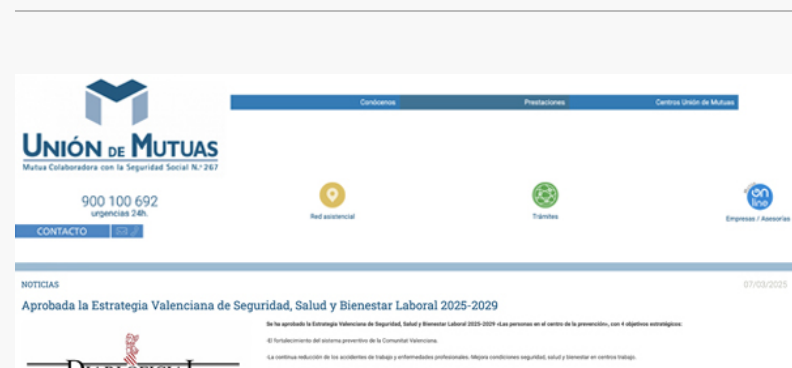 Conócenos
Prestaciones
Centros Unión de Mutuas
UNIÓN DE MUTUAS
Mutua Colaboradora con la Seguridad Social N.º 267
900 100 692
urgencias 24h.
CONTACTO
Red asistencial
Trámites
on line
Empresas / Asesorías
NOTICIAS
07/03/2025
Aprobada la Estrategia Valenciana de Seguridad, Salud y Bienestar Laboral 2025-2029
Se ha aprobado la Estrategia Valenciana de Seguridad, Salud y Bienestar Laboral 2025-2029 «Las personas en el centro de la prevención», con 4 objetivos estratégicos:
-El fortalecimiento del sistema preventivo de la Comunitat Valenciana.
-La continua reducción de los accidentes de trabajo y enfermedades profesionales. Mejora condiciones seguridad, salud y bienestar en centros trabajo.